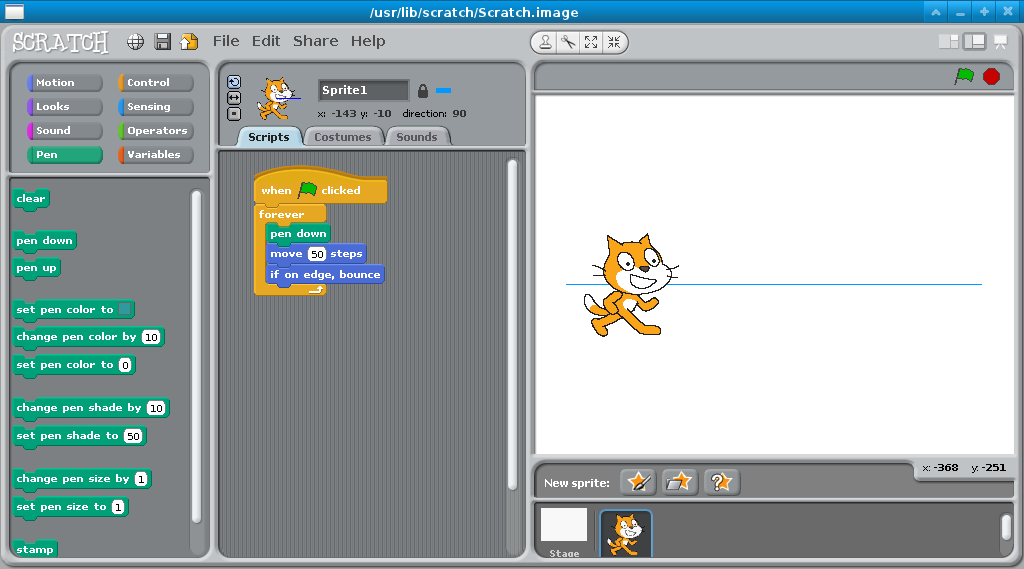 /usr/lib/scratch/Scratch.image
SCRATCH File Edit Share Help
Motion Control
Looks Sensing
Sound Operators
Pen Variables
Sprite1
x: -143 y: -10 direction: 90
Scripts Costumes Sounds
clear
pen down
pen up
set pen color to
change pen color by 10
set pen color to 0
change pen shade by 10
set pen shade to 50
change pen size by 1
set pen size to 1
stamp
when clicked
forever
pen down
move 50 steps
if on edge, bounce
x: -368 y: -251
New sprite:
Stage